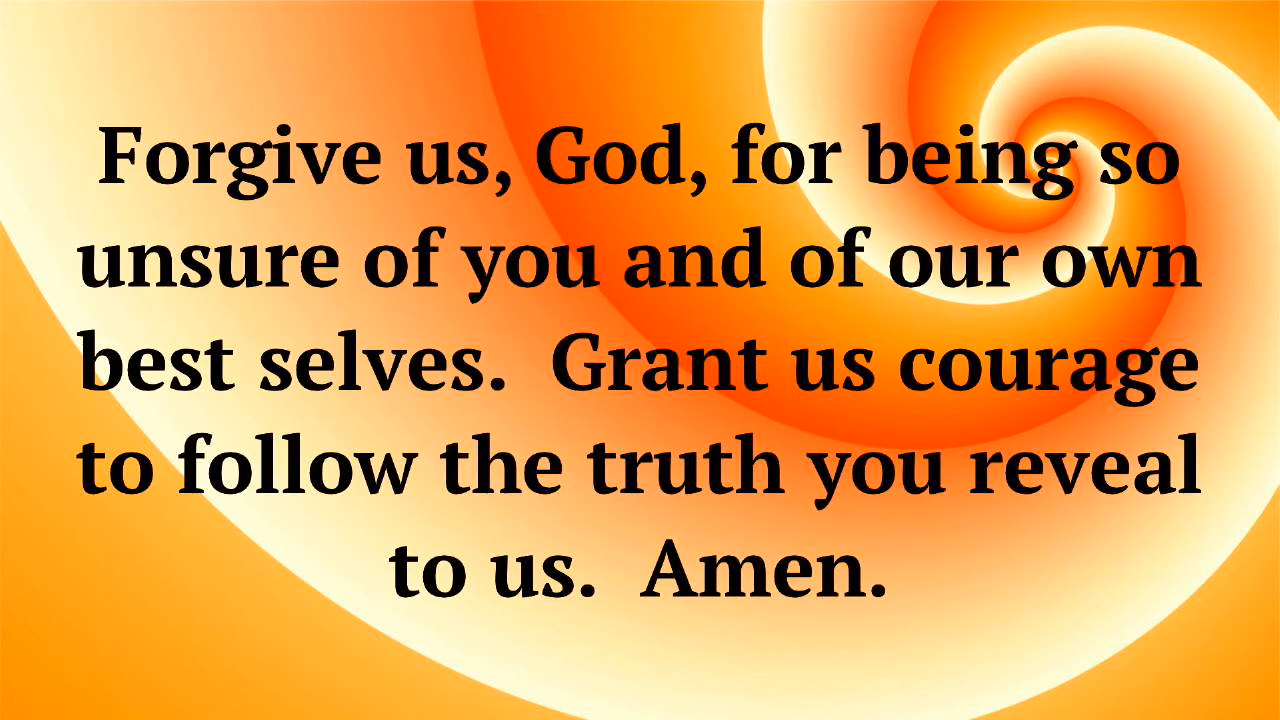 Forgive us, God, for being so
unsure of you and of our own
best selves.  Grant us courage
to follow the truth you reveal
to us.  Amen.